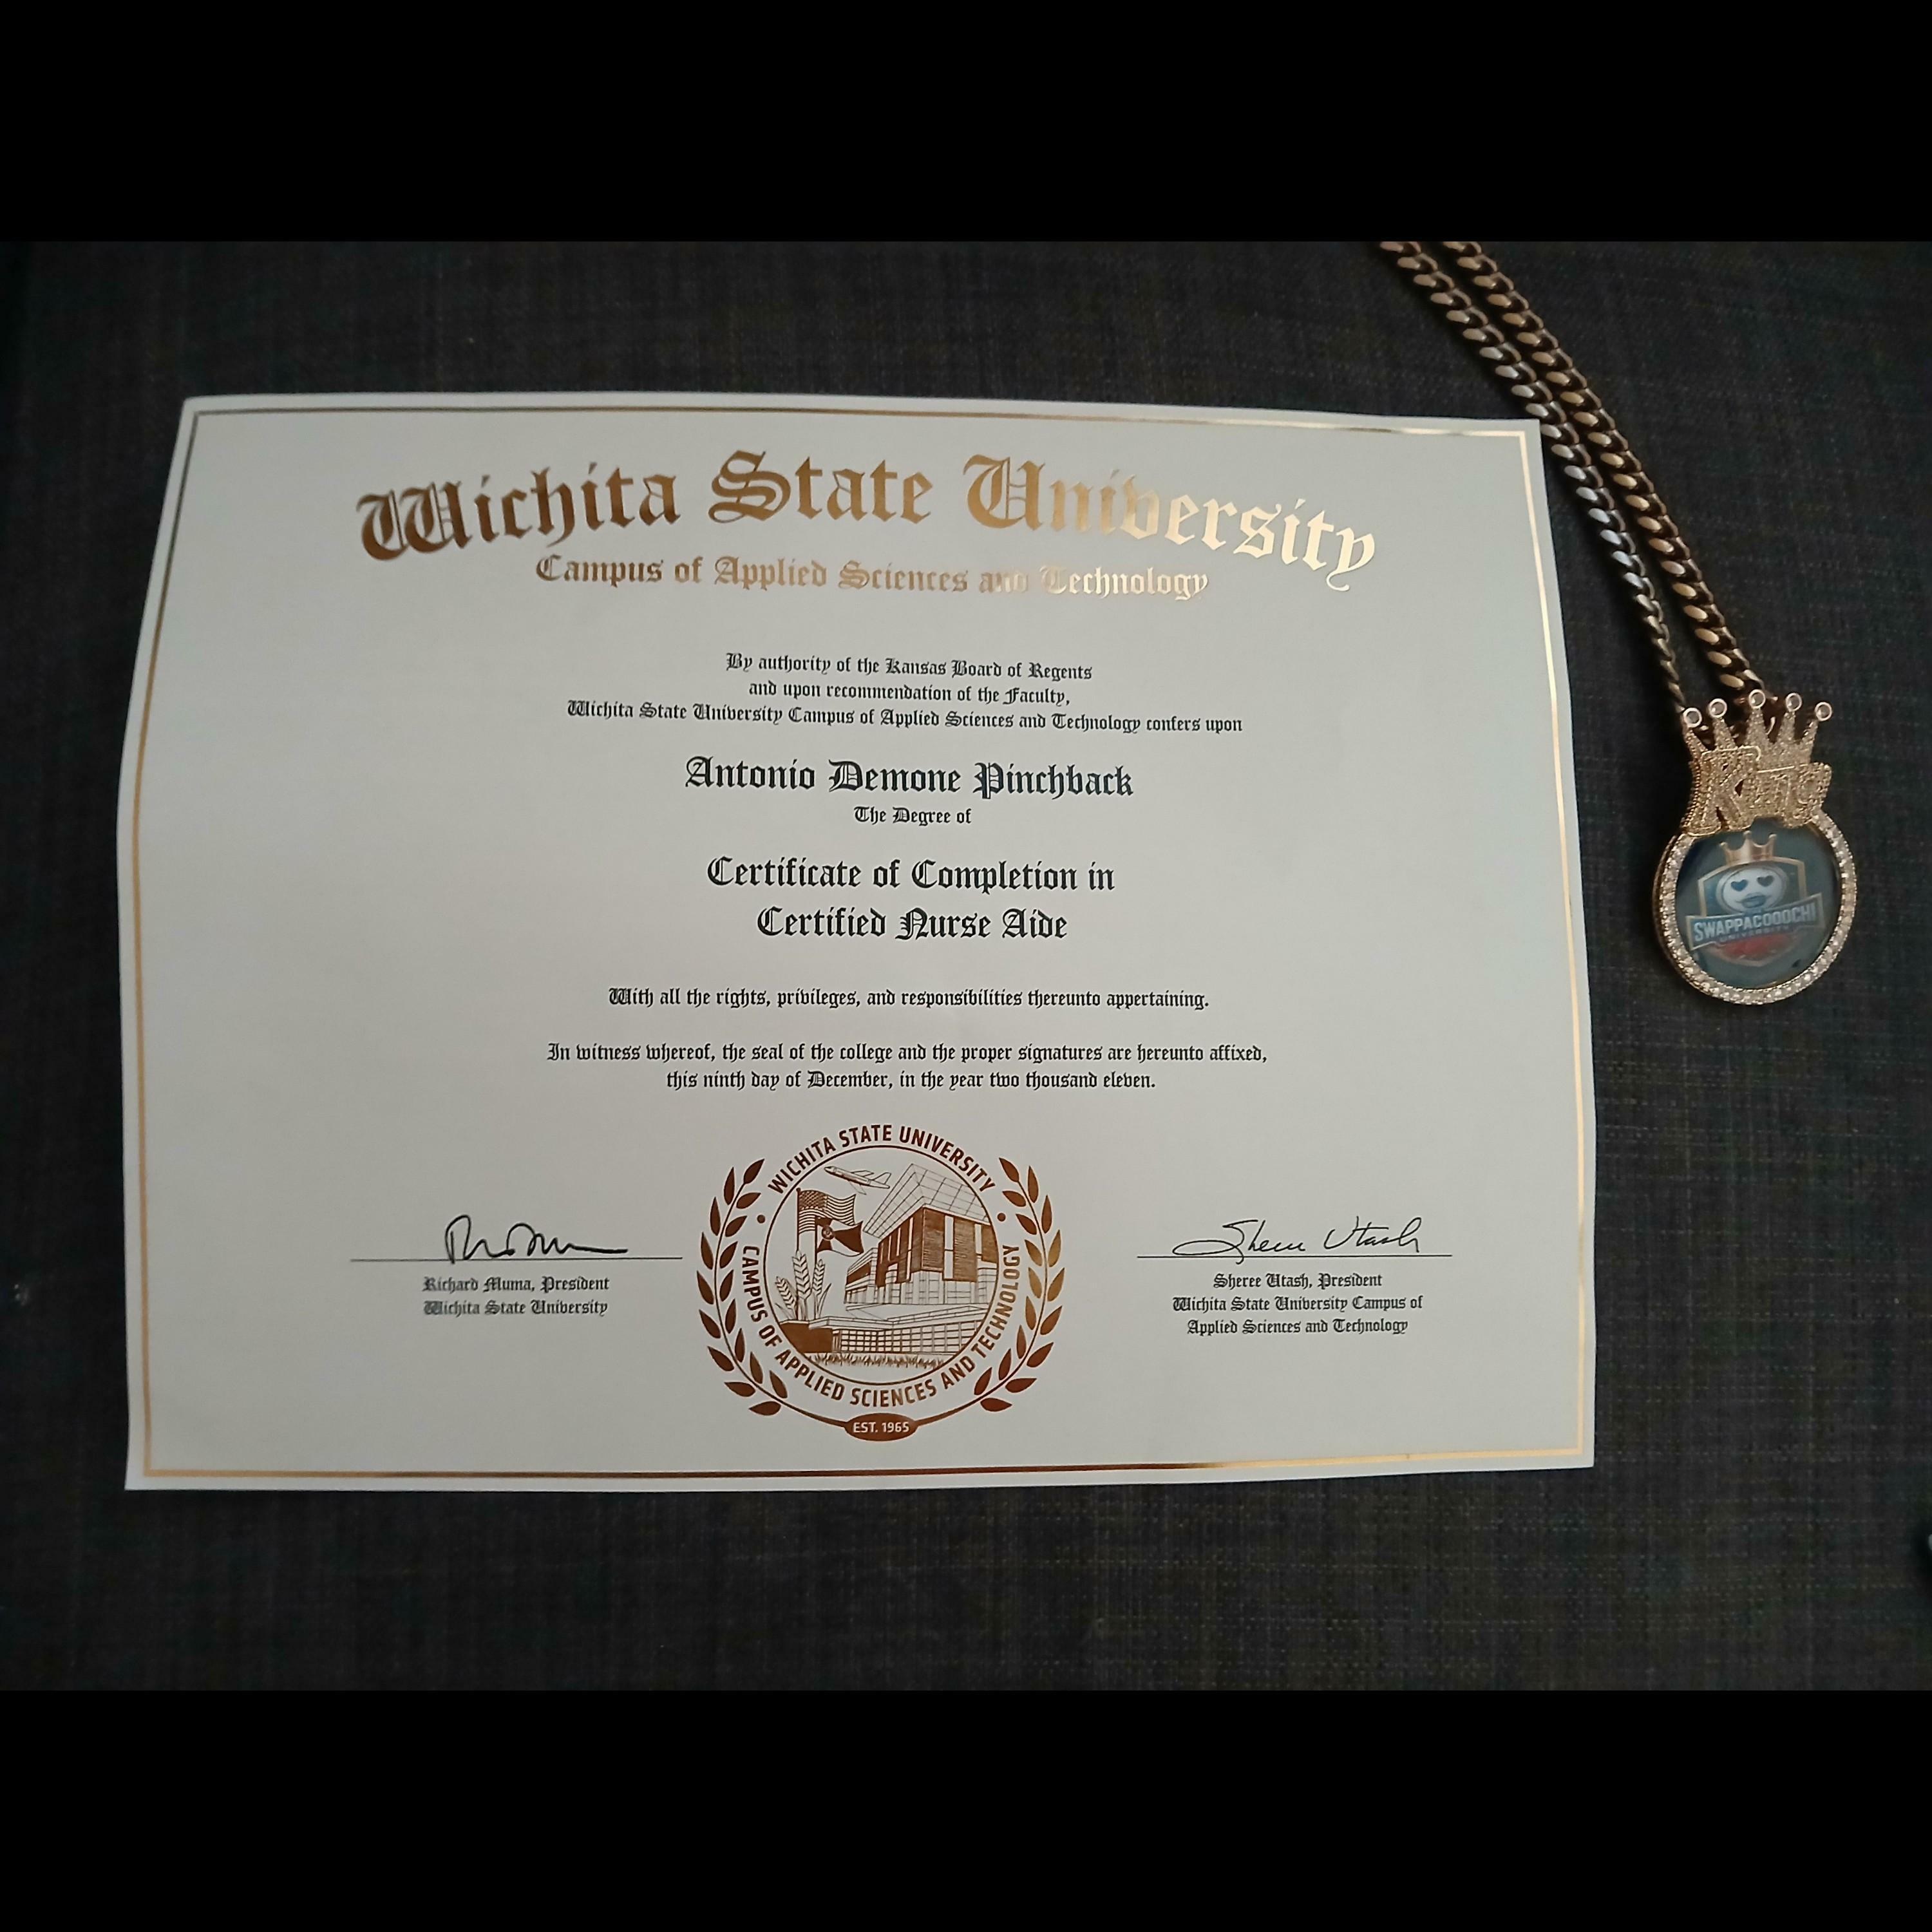 Wichita State University
Campus of Applied Sciences and Technology
By authority of the Kansas Board of Regents
and upon recommendation of the Faculty,
Wichita State University Campus of Applied Sciences and Technology confers upon
Antonio Demone Pinchback
The Degree of
Certificate of Completion in
Certified Nurse Aide
With all the rights, privileges, and responsibilities thereunto appertaining.
In witness whereof, the seal of the college and the proper signatures are hereunto affixed,
this ninth day of December, in the year two thousand eleven.
Richard Muma, President
Wichita State University
WICHITA STATE UNIVERSITY
CAMPUS OF APPLIED SCIENCES AND TECHNOLOGY
EST. 1965
Sheree Utash
Sheree Utash, President
Wichita State University Campus of
Applied Sciences and Technology
King
SWAPPACOOOCHI
UNIVERSITY